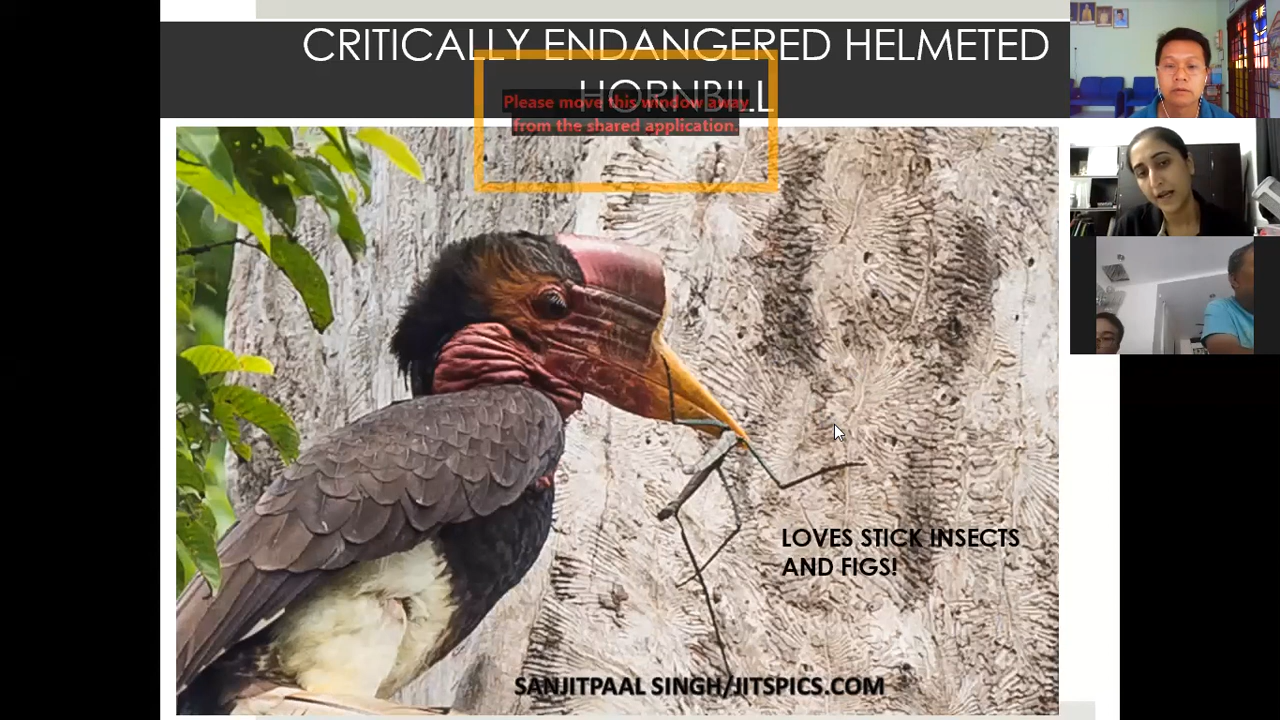 CRITICALLY ENDANGERED HELMETED
HORNBILL
Please move this window away
from the shared application.
LOVES STICK INSECTS
AND FIGS!
SANJITPAAL SINGH/JITSPICS.COM